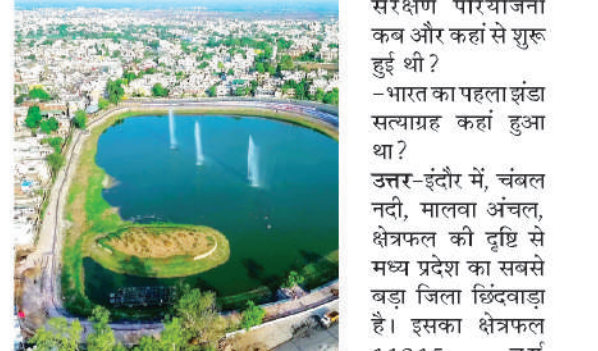 संरक्षण परियोजना
कब और कहां से शुरू
हुई थी?
-भारत का पहला झंडा
सत्याग्रह कहां हुआ
था?
उत्तर-इंदौर में, चंबल
नदी, मालवा अंचल,
क्षेत्रफल की दृष्टि से
मध्य प्रदेश का सबसे
बड़ा जिला छिंदवाड़ा
है। इसका क्षेत्रफल